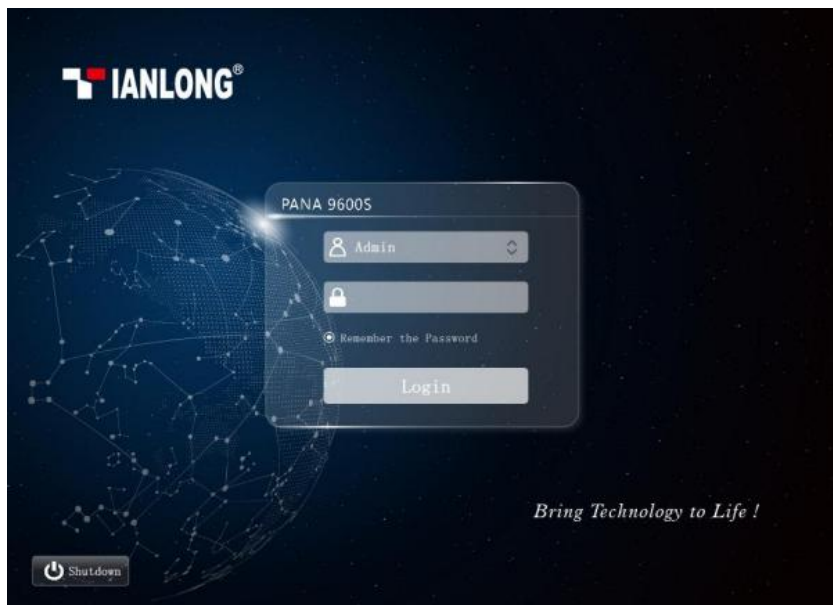 TIANLONG®
PANA 9600S
Admin
Remember the Password
Login
Bring Technology to Life !
Shutdown